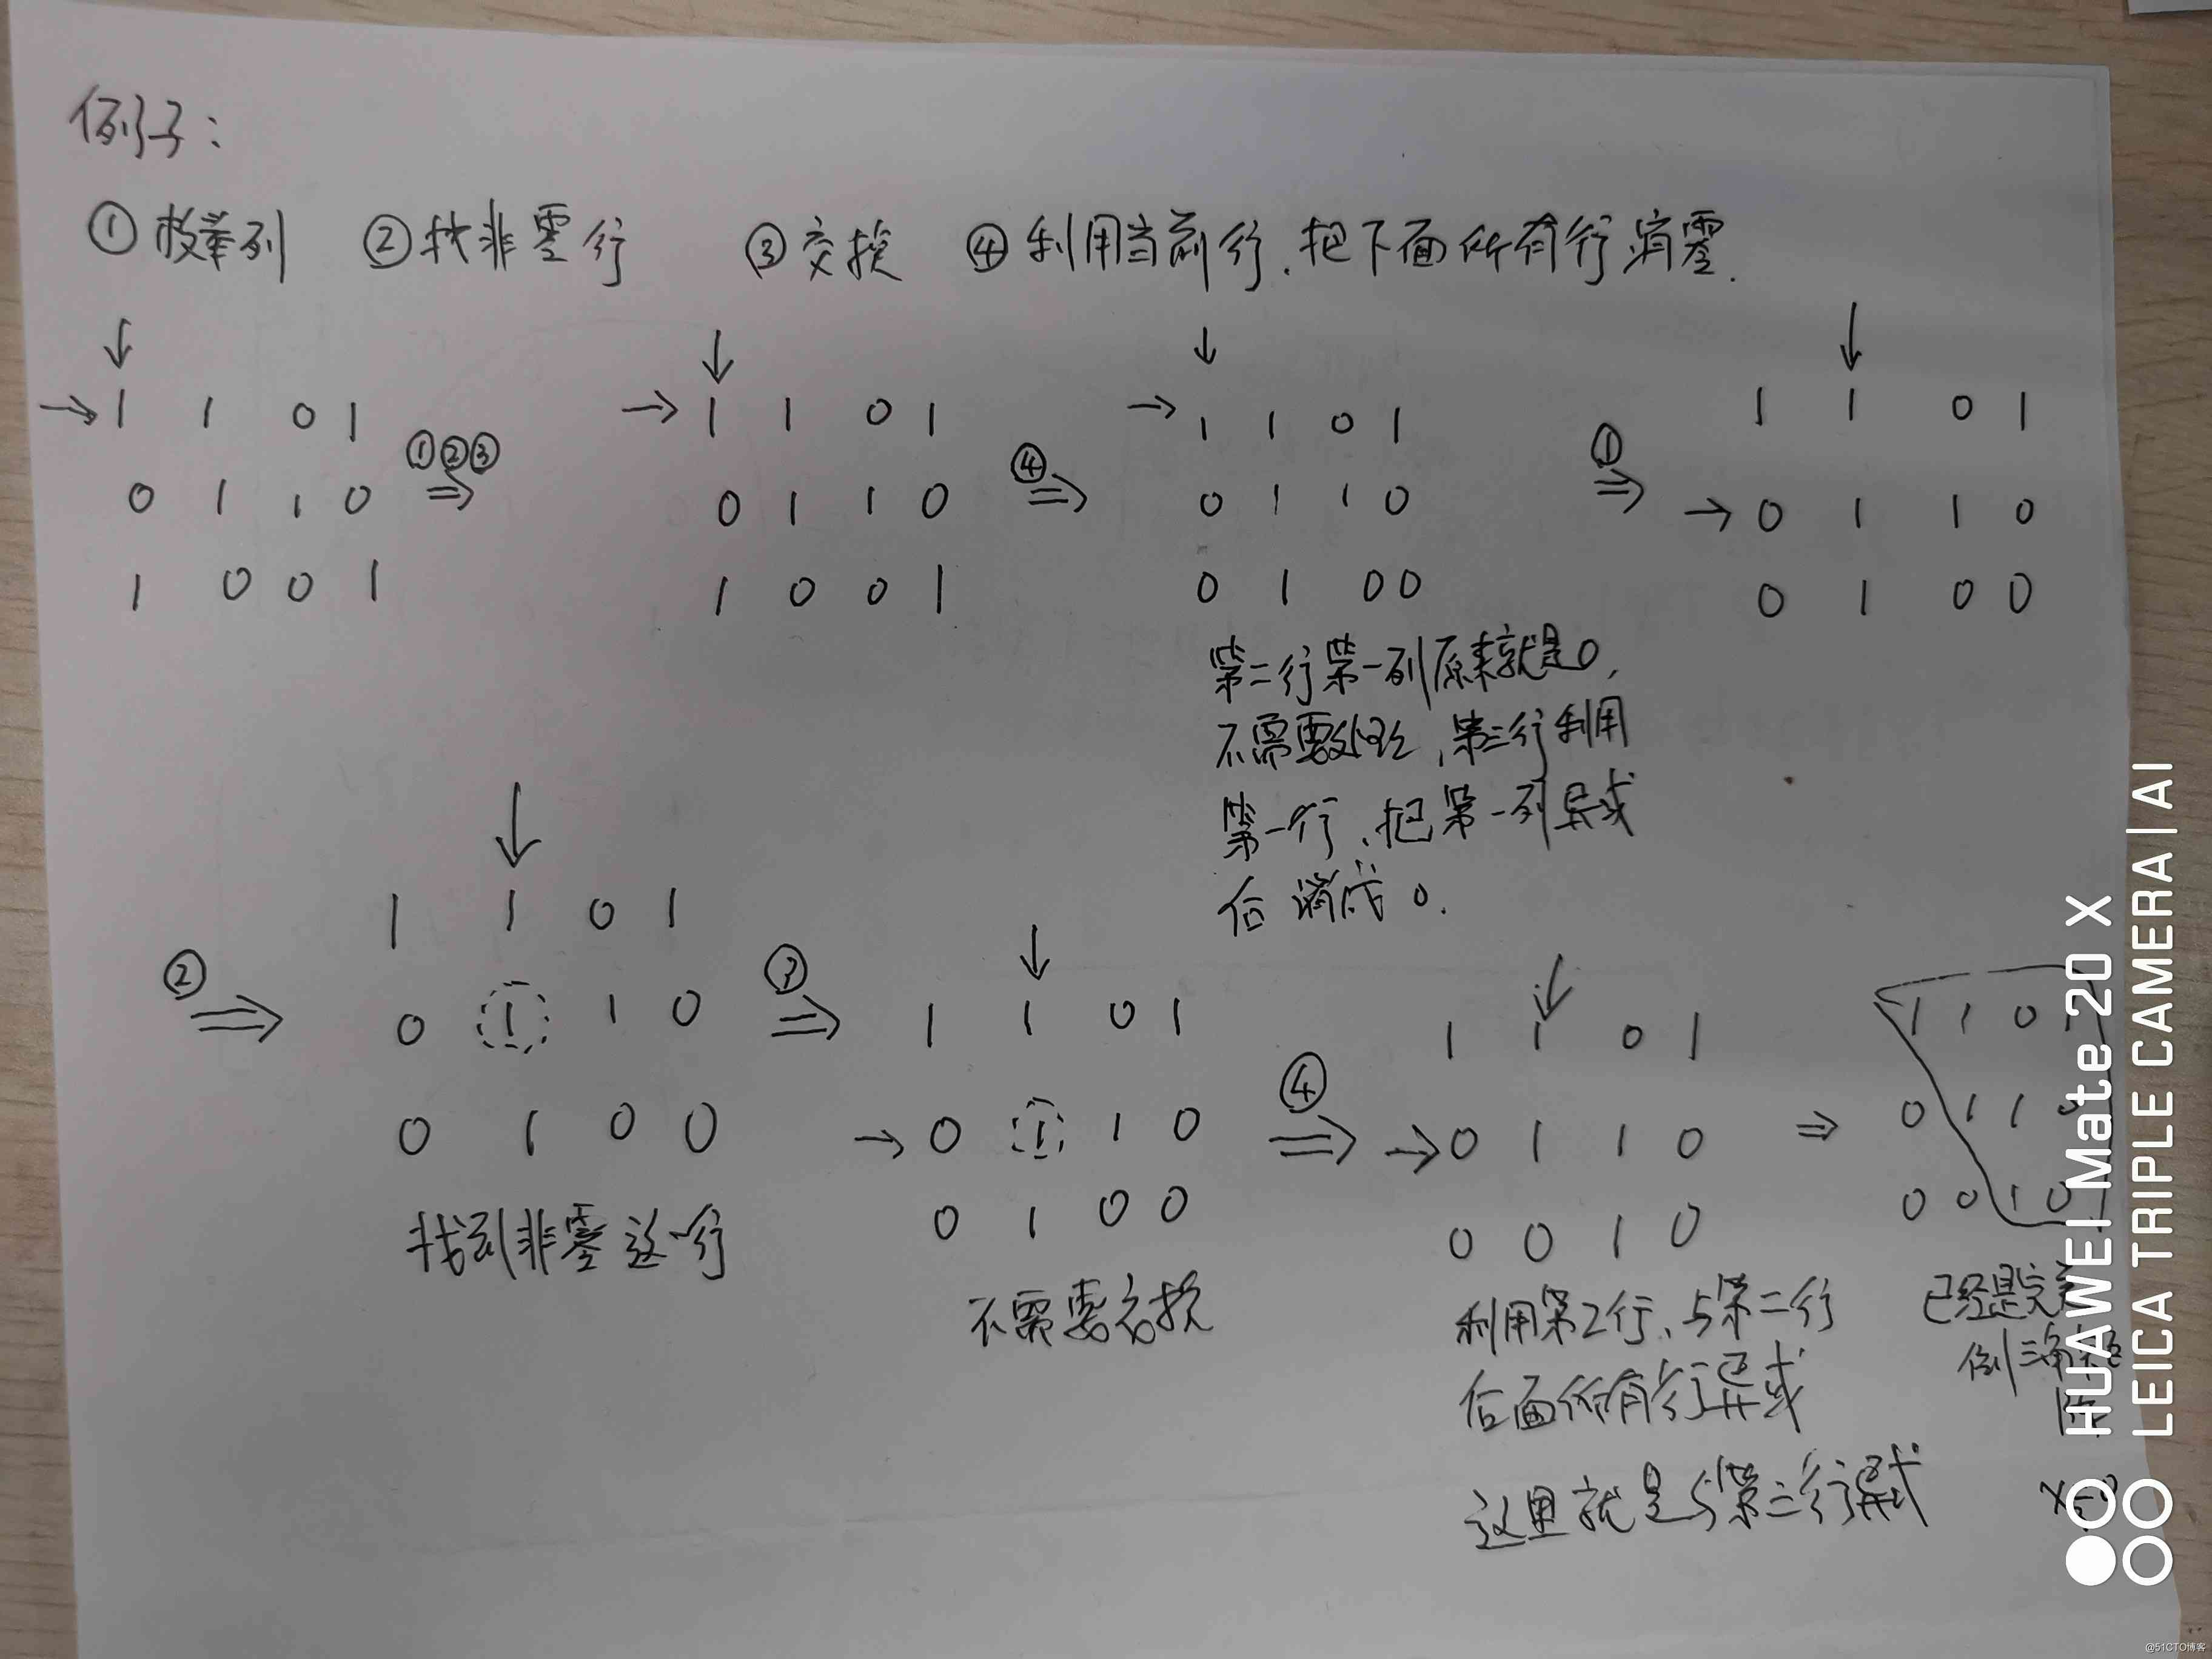 例子：
①枚举列 ②找非零行 ③交换 ④利用当前行，把下面所有行消零.
↓ ↓ ↓ ↓
→ 1 1 0 1 → 1 1 0 1 → 1 1 0 1 1 1 0 1
①②③ ④ ①
0 1 1 0 ⇒ 0 1 1 0 ⇒ 0 1 1 0 ⇒ → 0 1 1 0
1 0 0 1 1 0 0 1 0 1 0 0 0 1 0 0
第二行第一列原来就是0，
不需要处理，第三行利用
第一行，把第一列异或
后消成0.
↓ ↓ ↓
1 1 0 1 1 1 0 1 1 1 0 1 1 1 0
② ⇒ 0 1 1 0 ③ ⇒ → 0 1 1 0 ④ ⇒ → 0 1 1 0 ⇒ 0 1 1 0
0 1 0 0 0 1 0 0 0 0 1 0 0 0 1 0
找到非零这一行
不需要交换
利用第2行，与第二行
后面所有行异或
这里就是与第三行异或
已经是完美
倒三角
HUAWEI Mate 20 X
LEICA TRIPLE CAMERA | AI
@51CTO博客